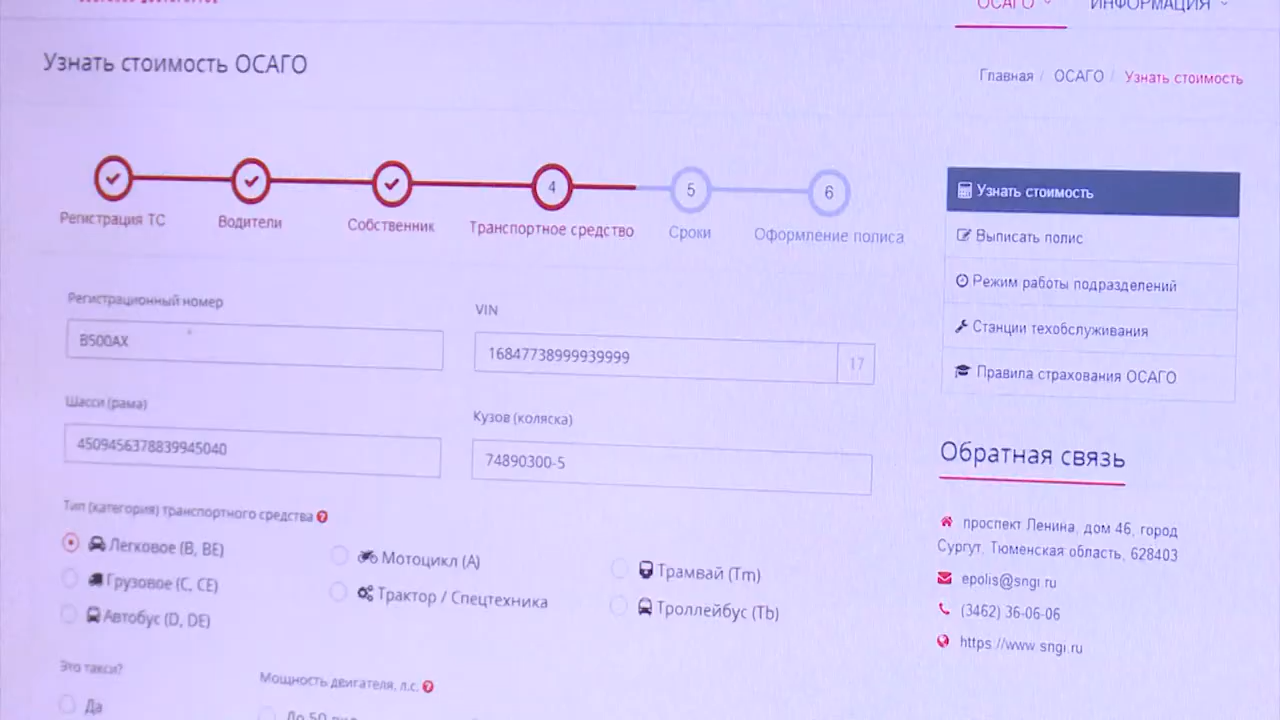 ОСАГО ИНФОРМАЦИЯ
Узнать стоимость ОСАГО
Главная / ОСАГО / Узнать стоимость
4 5 6
Регистрация ТС Водители Собственник Транспортное средство Сроки Оформление полиса
Узнать стоимость
Выписать полис
Режим работы подразделений
Станции техобслуживания
Правила страхования ОСАГО
Регистрационный номер
B500AX
VIN
16847738999939999 17
Шасси (рама)
4509456378839945040
Кузов (коляска)
74890300-5
Тип (категория) транспортного средства
Легковое (B, BE)
Грузовое (C, CE)
Автобус (D, DE)
Мотоцикл (A)
Трактор / Спецтехника
Трамвай (Tm)
Троллейбус (Tb)
Это такси?
Да
Мощность двигателя, л.с.
До 50
Обратная связь
проспект Ленина, дом 46, город
Сургут, Тюменская область, 628403
epolis@sngi.ru
(3462) 36-06-06
https://www.sngi.ru